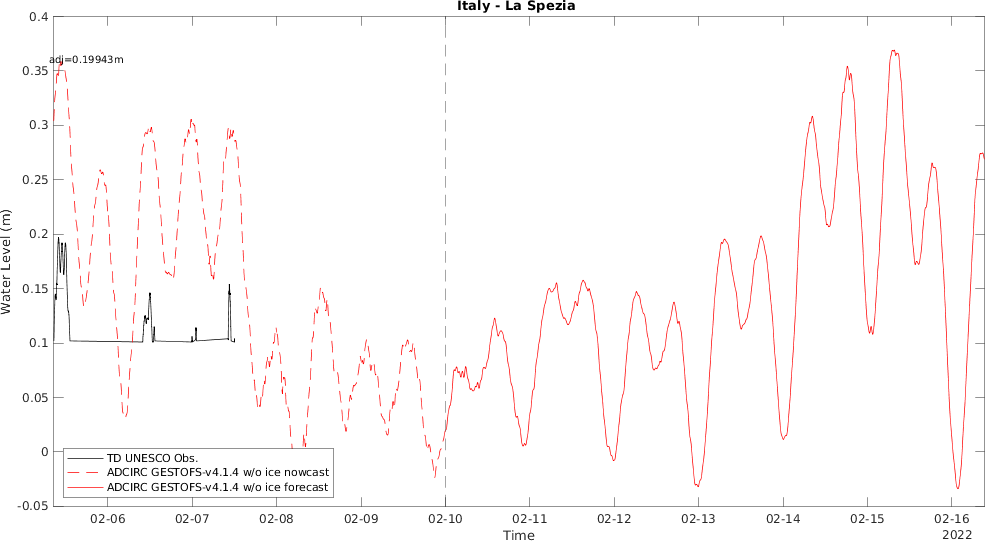 Italy - La Spezia
adj=0.19943m
0.4
0.35
0.3
0.25
0.2
0.15
0.1
0.05
0
-0.05
Water Level (m)
TD UNESCO Obs.
ADCIRC GESTOFS-v4.1.4 w/o ice nowcast
ADCIRC GESTOFS-v4.1.4 w/o ice forecast
02-06 02-07 02-08 02-09 02-10 02-11 02-12 02-13 02-14 02-15 02-16
Time
2022